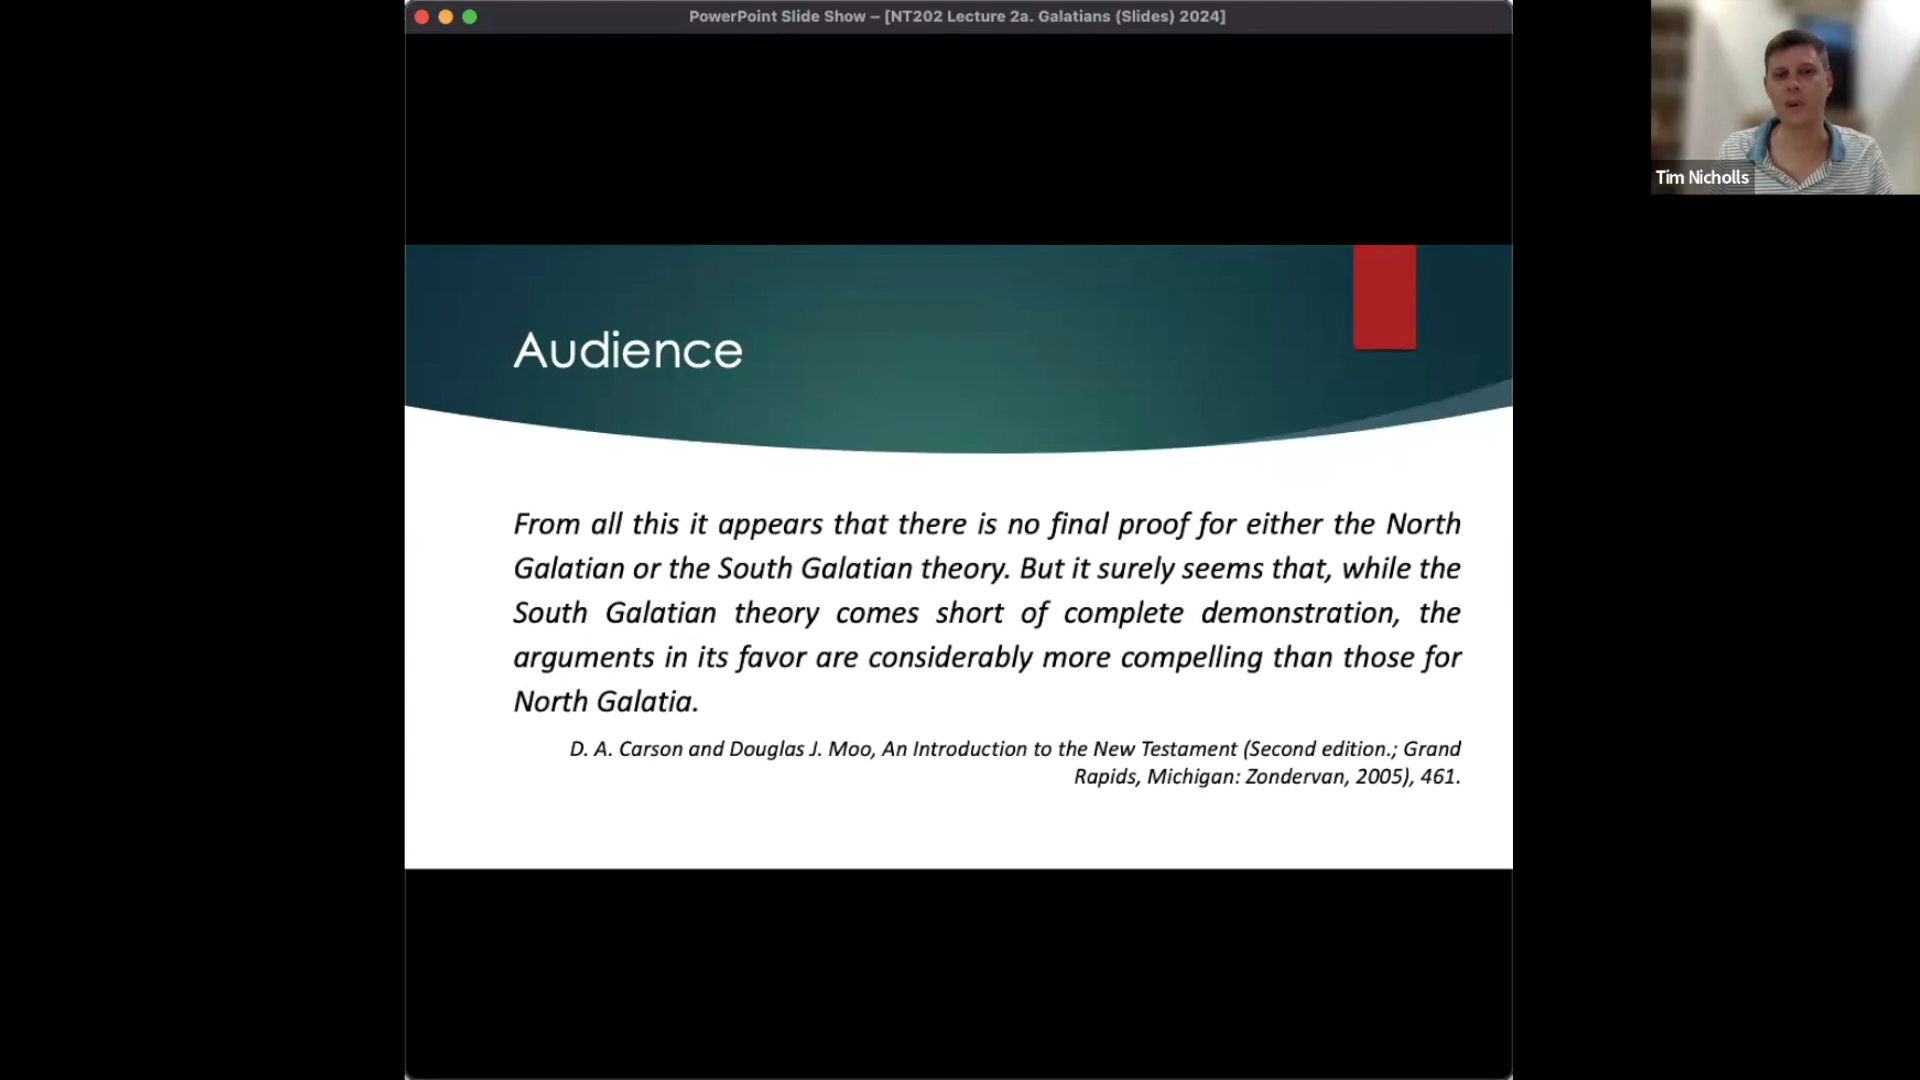 PowerPoint Slide Show – [NT202 Lecture 2a. Galatians (Slides) 2024]
Tim Nicholls
Audience
From all this it appears that there is no final proof for either the North
Galatian or the South Galatian theory. But it surely seems that, while the
South Galatian theory comes short of complete demonstration, the
arguments in its favor are considerably more compelling than those for
North Galatia.
D. A. Carson and Douglas J. Moo, An Introduction to the New Testament (Second edition.; Grand
Rapids, Michigan: Zondervan, 2005), 461.